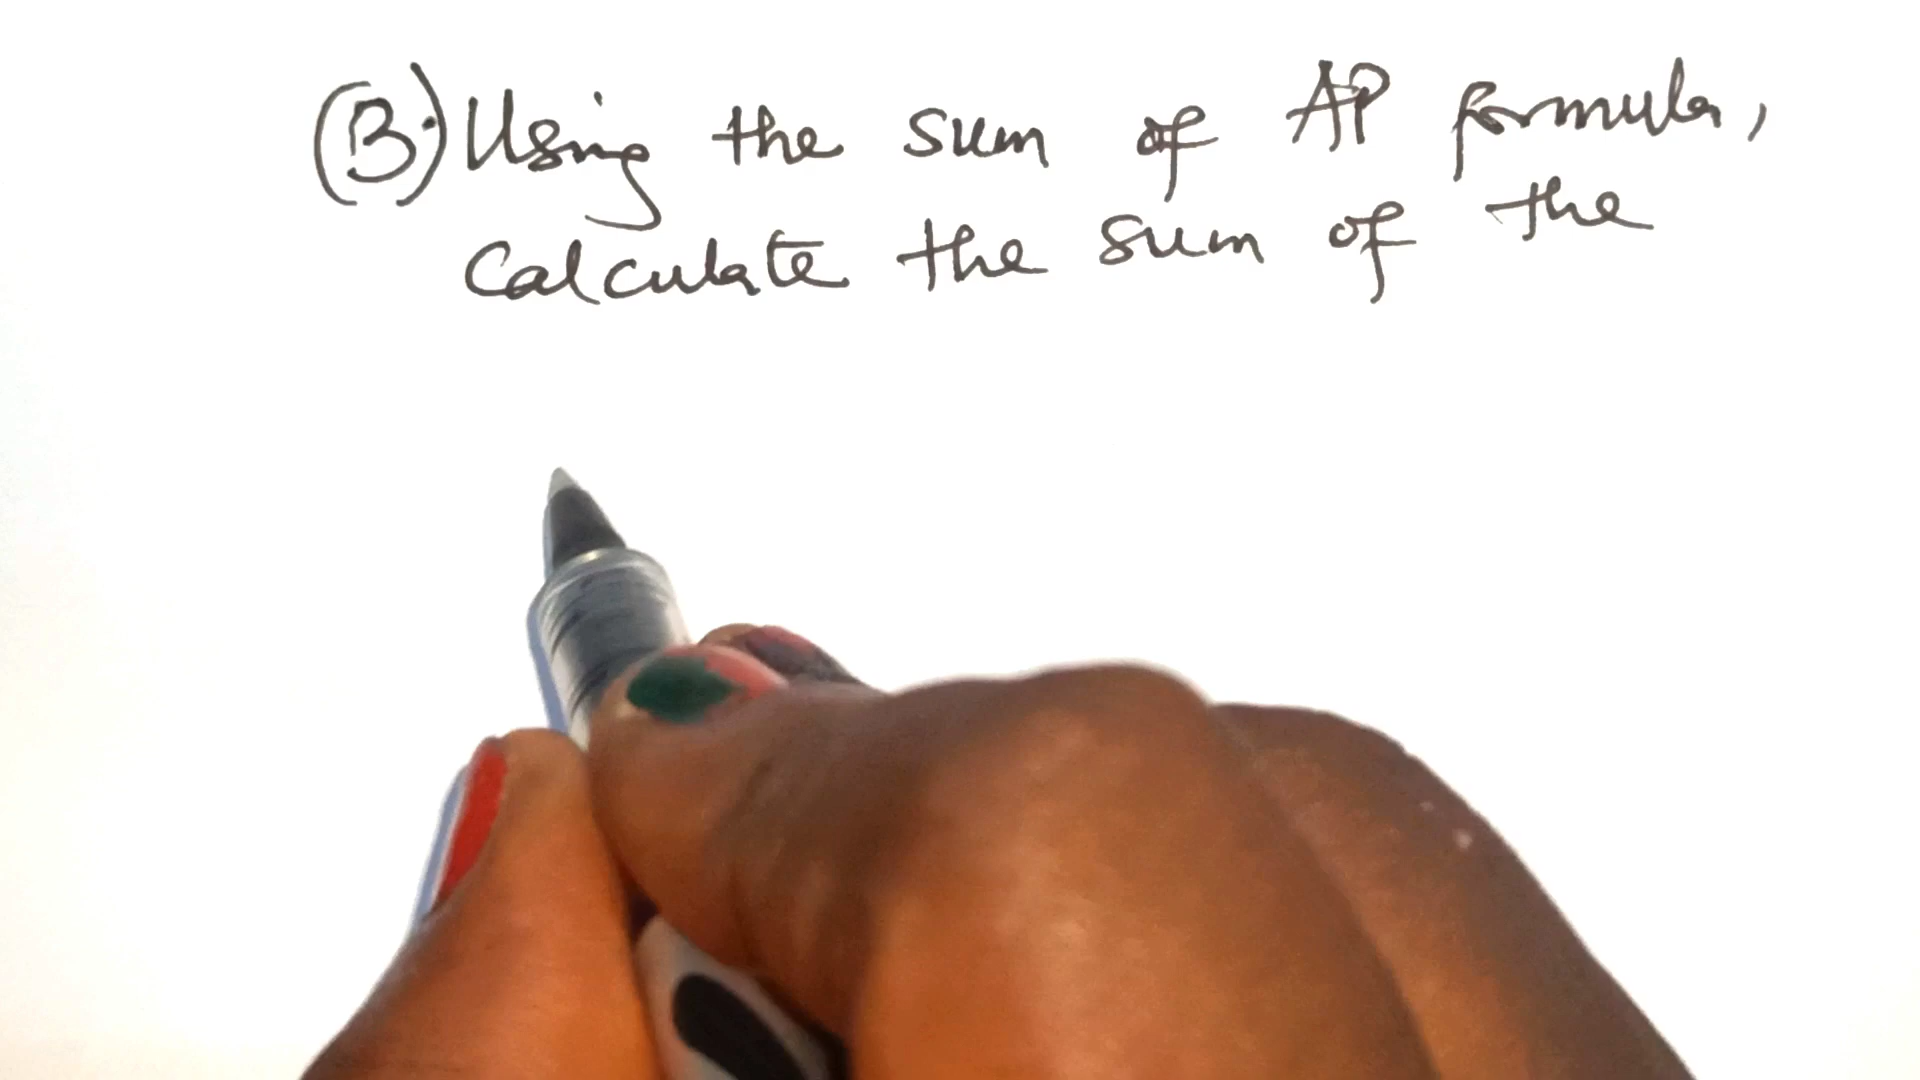 (B.) Using the sum of AP formula,
Calculate the sum of the